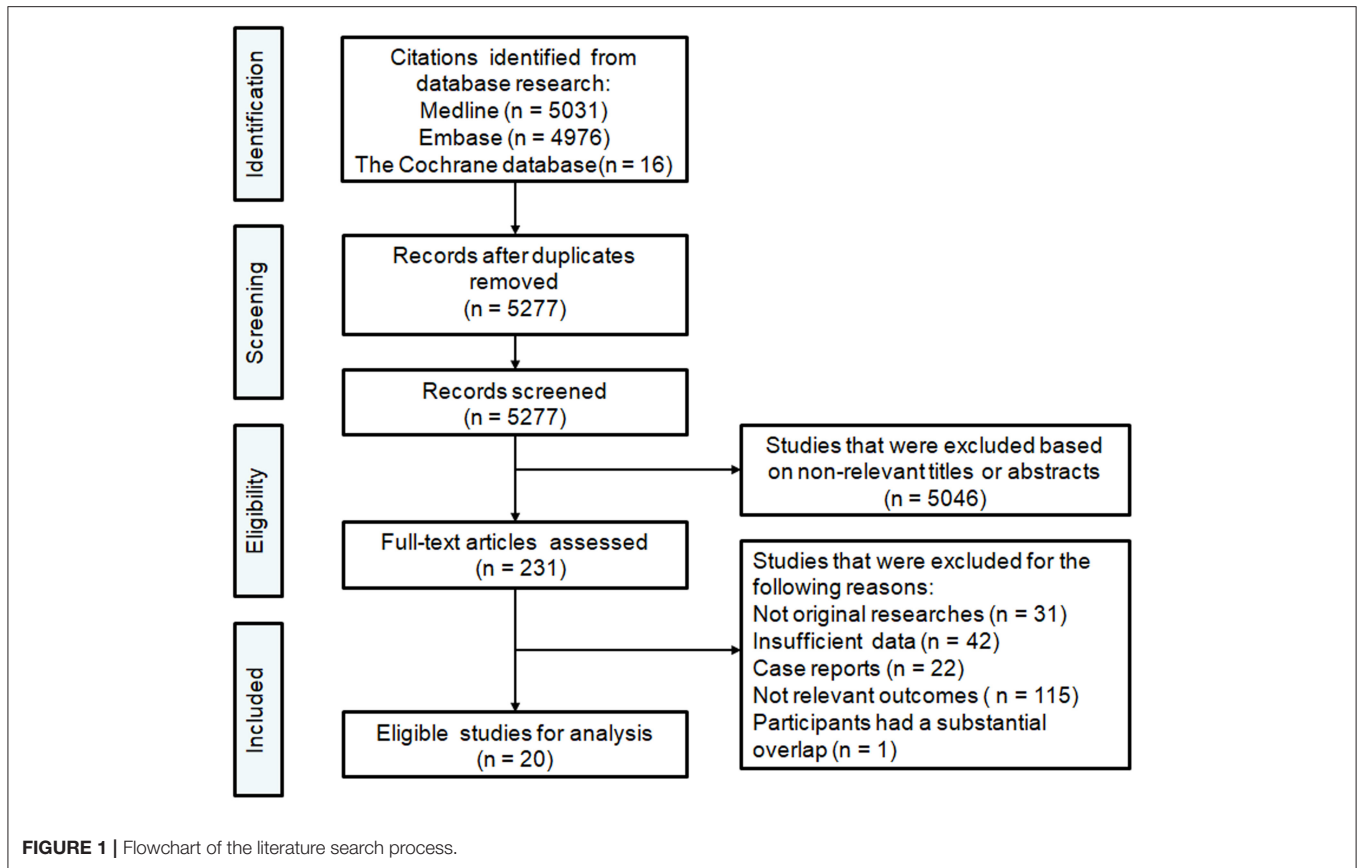 Identification
Citations identified from
database research:
Medline (n = 5031)
Embase (n = 4976)
The Cochrane database(n = 16)
Screening
Records after duplicates
removed
(n = 5277)
Records screened
(n = 5277)
Eligibility
Studies that were excluded based
on non-relevant titles or abstracts
(n = 5046)
Full-text articles assessed
(n = 231)
Studies that were excluded for the
following reasons:
Not original researches (n = 31)
Insufficient data (n = 42)
Case reports (n = 22)
Not relevant outcomes ( n = 115)
Participants had a substantial
overlap (n = 1)
Included
Eligible studies for analysis
(n = 20)
FIGURE 1 | Flowchart of the literature search process.